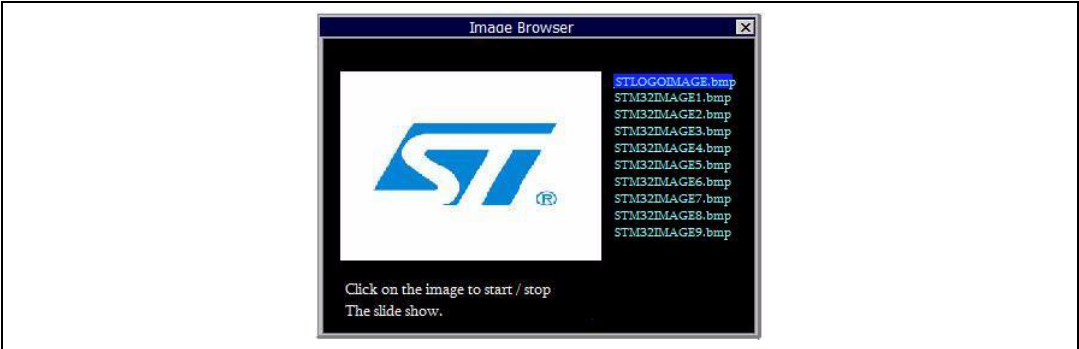 Image Browser
ST ®
STLOGOIMAGE.bmp
STM32IMAGE1.bmp
STM32IMAGE2.bmp
STM32IMAGE3.bmp
STM32IMAGE4.bmp
STM32IMAGE5.bmp
STM32IMAGE6.bmp
STM32IMAGE7.bmp
STM32IMAGE8.bmp
STM32IMAGE9.bmp
Click on the image to start / stop
The slide show.